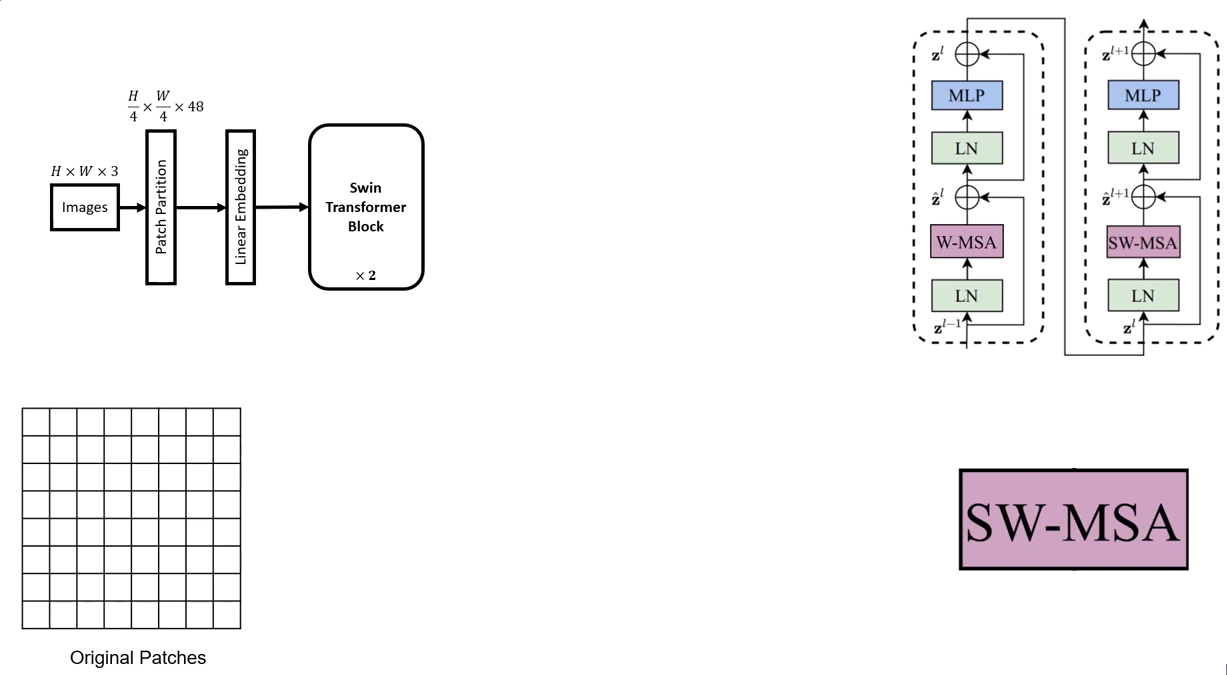 H/4 × W/4 × 48
H × W × 3
Images
Patch Partition
Linear Embedding
Swin
Transformer
Block
× 2
z^l
MLP
LN
ẑ^l
W-MSA
LN
z^{l−1}
z^{l+1}
MLP
LN
ẑ^{l+1}
SW-MSA
LN
z^l
Original Patches
SW-MSA